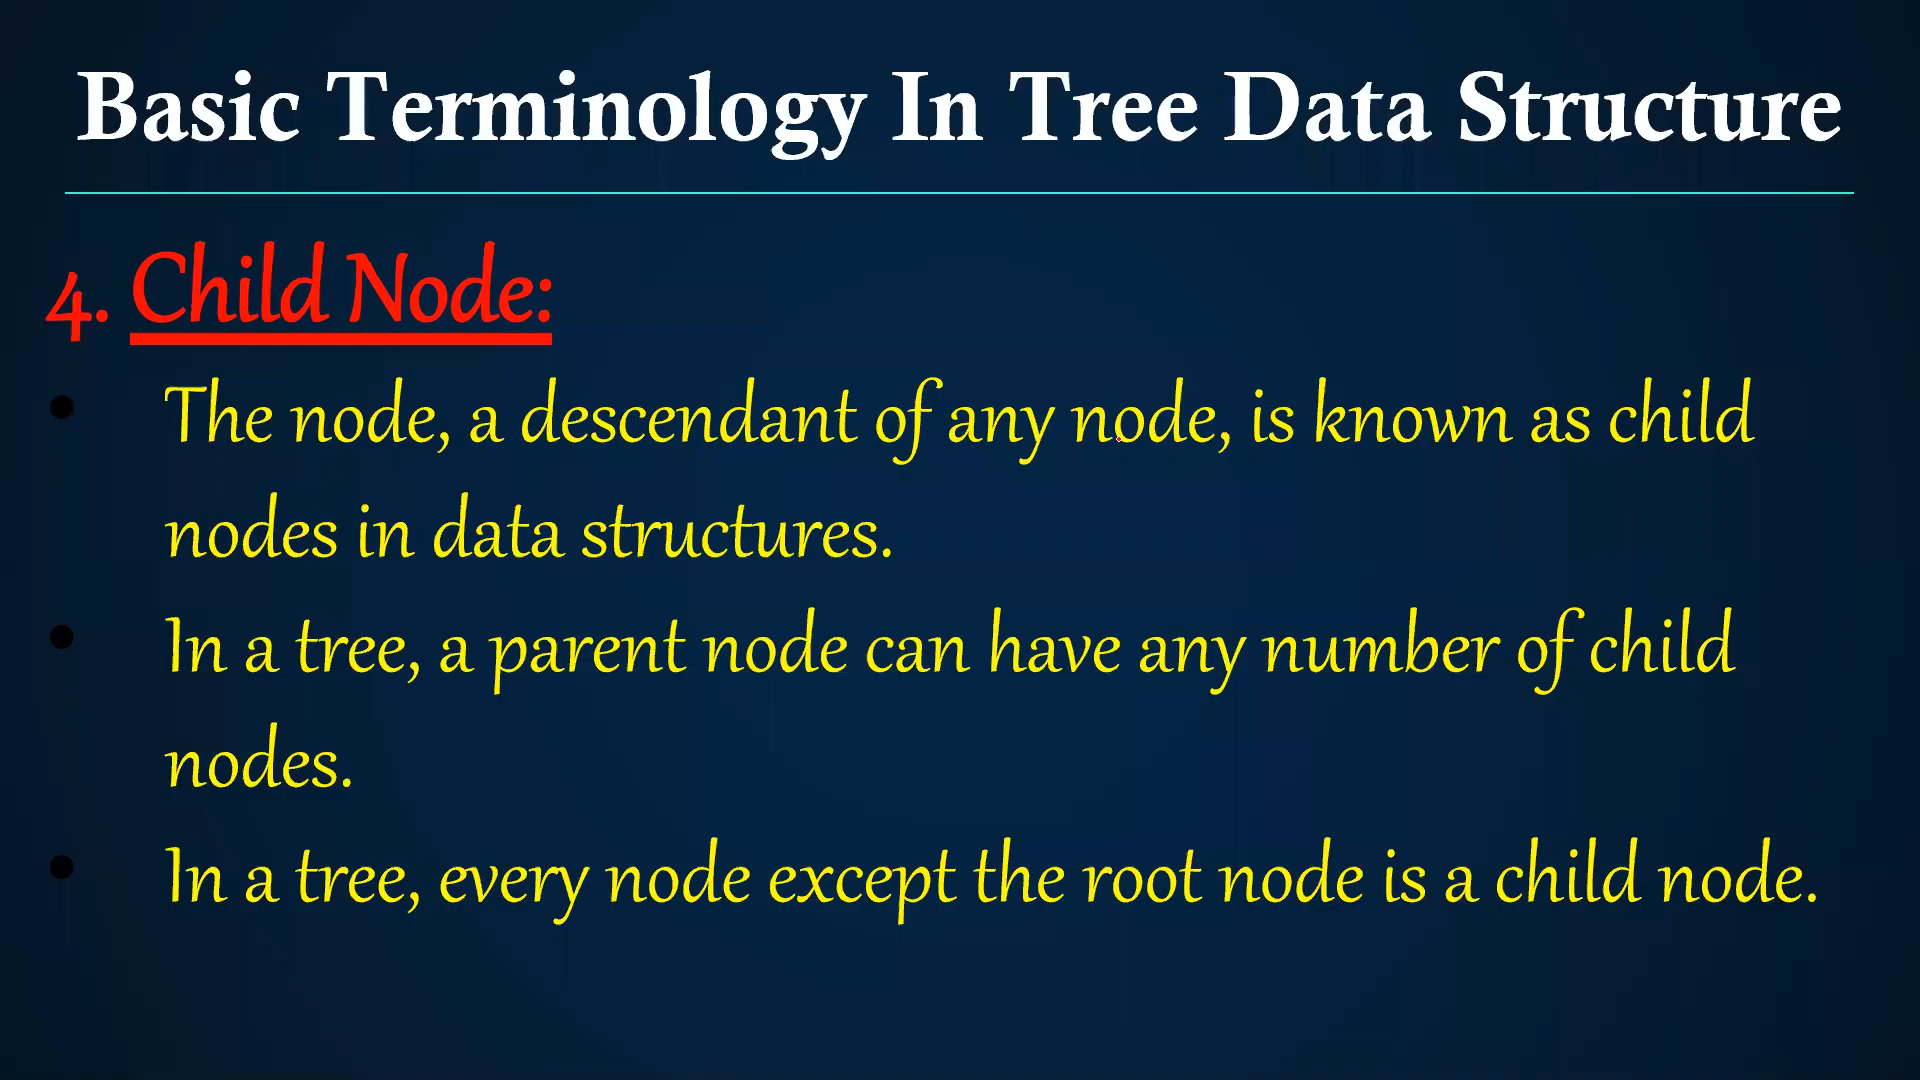 Basic Terminology In Tree Data Structure
4. Child Node:
• The node, a descendant of any node, is known as child
nodes in data structures.
• In a tree, a parent node can have any number of child
nodes.
• In a tree, every node except the root node is a child node.